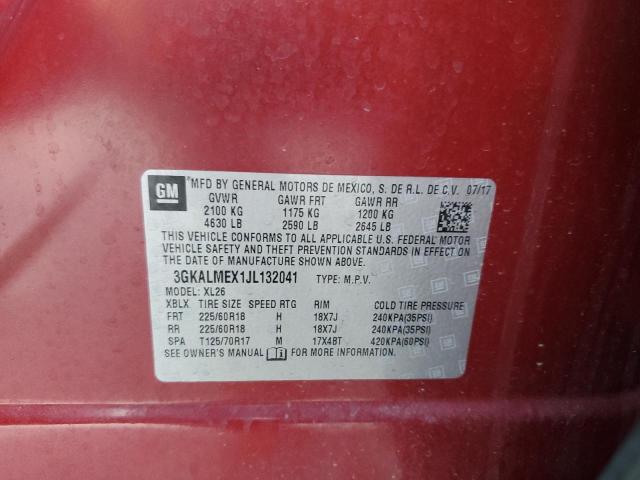 GM MFD BY GENERAL MOTORS DE MEXICO, S. DE R.L. DE C.V. 07/17
GVWR GAWR FRT GAWR RR
2100 KG 1175 KG 1200 KG
4630 LB 2590 LB 2645 LB
THIS VEHICLE CONFORMS TO ALL APPLICABLE U.S. FEDERAL MOTOR
VEHICLE SAFETY AND THEFT PREVENTION STANDARDS IN EFFECT ON
THE DATE OF MANUFACTURE SHOWN ABOVE.
3GKALMEX1JL132041 TYPE: M.P.V.
MODEL: XL26
XBLX TIRE SIZE SPEED RTG RIM COLD TIRE PRESSURE
FRT 225/60R18 H 18X7J 240KPA(35PSI)
RR 225/60R18 H 18X7J 240KPA(35PSI)
SPA T125/70R17 M 17X4BT 420KPA(60PSI)
SEE OWNER'S MANUAL FOR MORE INFORMATION.